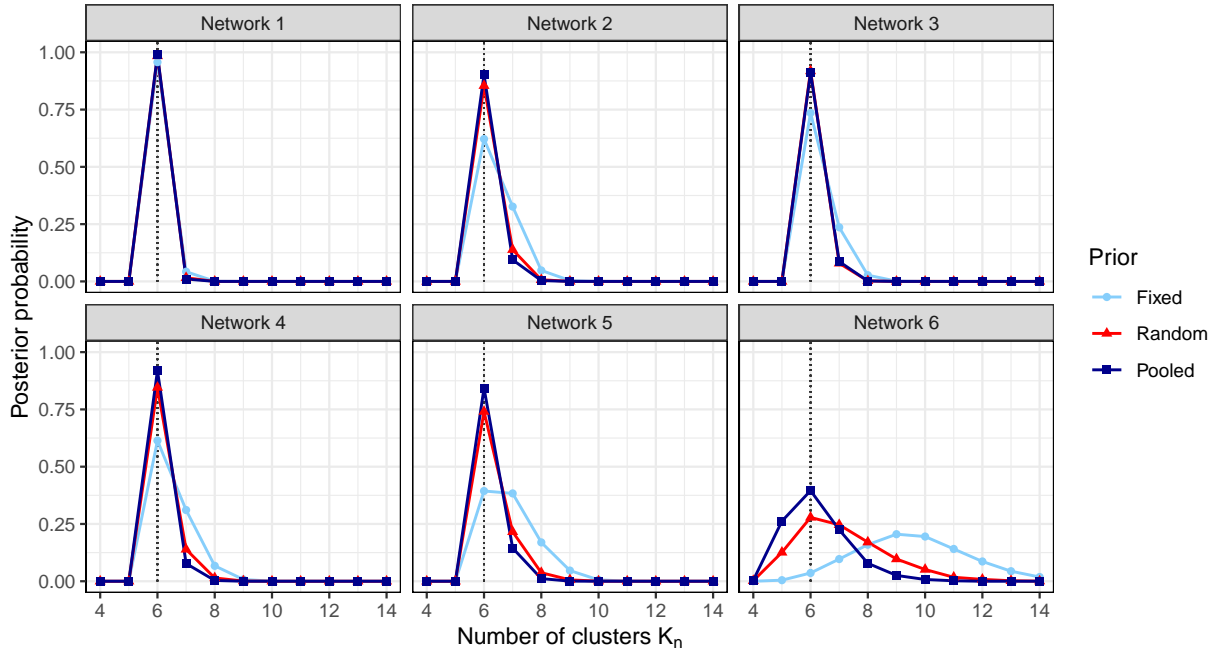 Network 1 Network 2 Network 3
1.00
0.75
0.50
0.25
0.00
Network 4 Network 5 Network 6
1.00
0.75
0.50
0.25
0.00
4 6 8 10 12 14 4 6 8 10 12 14 4 6 8 10 12 14
Number of clusters Kn
Posterior probability
Prior
Fixed
Random
Pooled